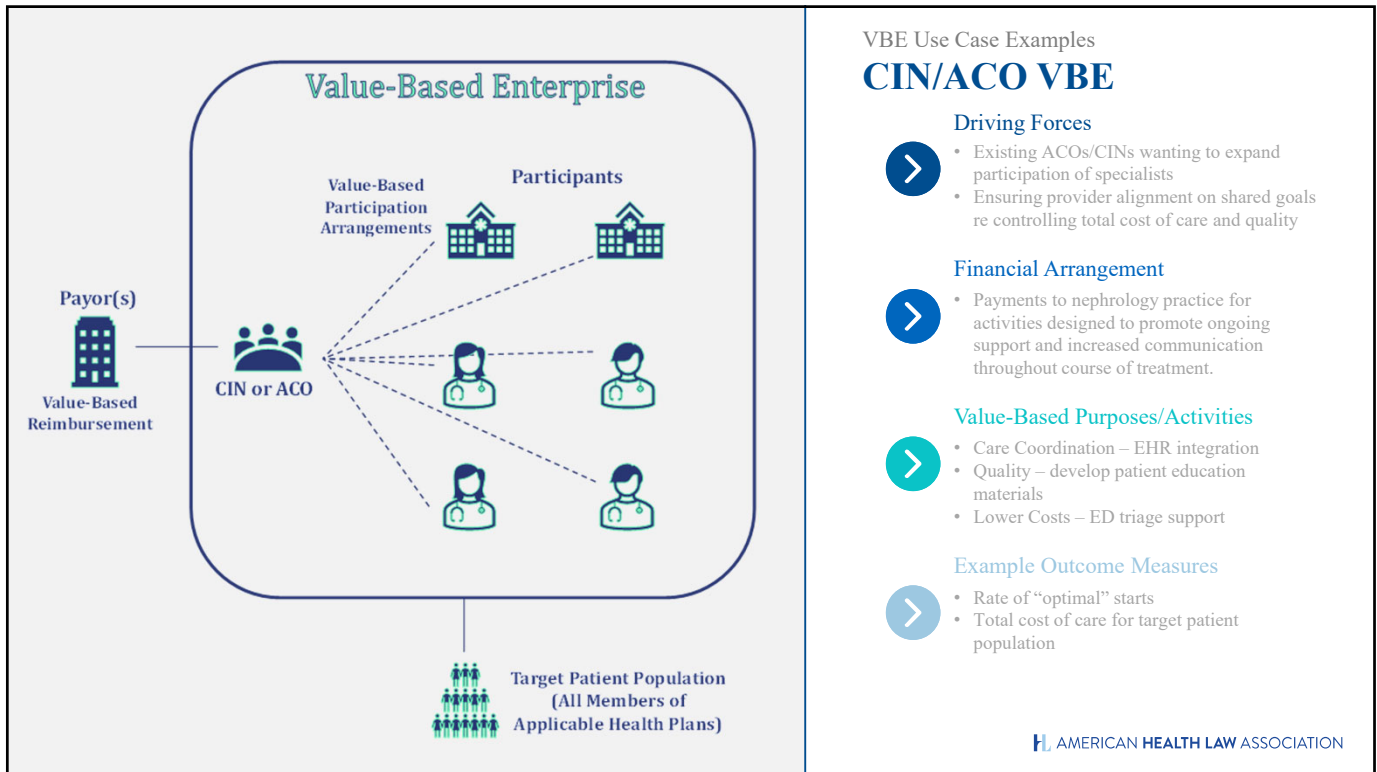 Value-Based Enterprise
Value-Based
Participation
Arrangements
Participants
Payor(s)
Value-Based
Reimbursement
CIN or ACO
Target Patient Population
(All Members of
Applicable Health Plans)
VBE Use Case Examples
CIN/ACO VBE
Driving Forces
• Existing ACOs/CINs wanting to expand
participation of specialists
• Ensuring provider alignment on shared goals
re controlling total cost of care and quality
Financial Arrangement
• Payments to nephrology practice for
activities designed to promote ongoing
support and increased communication
throughout course of treatment.
Value-Based Purposes/Activities
• Care Coordination – EHR integration
• Quality – develop patient education
materials
• Lower Costs – ED triage support
Example Outcome Measures
• Rate of “optimal” starts
• Total cost of care for target patient
population
AMERICAN HEALTH LAW ASSOCIATION